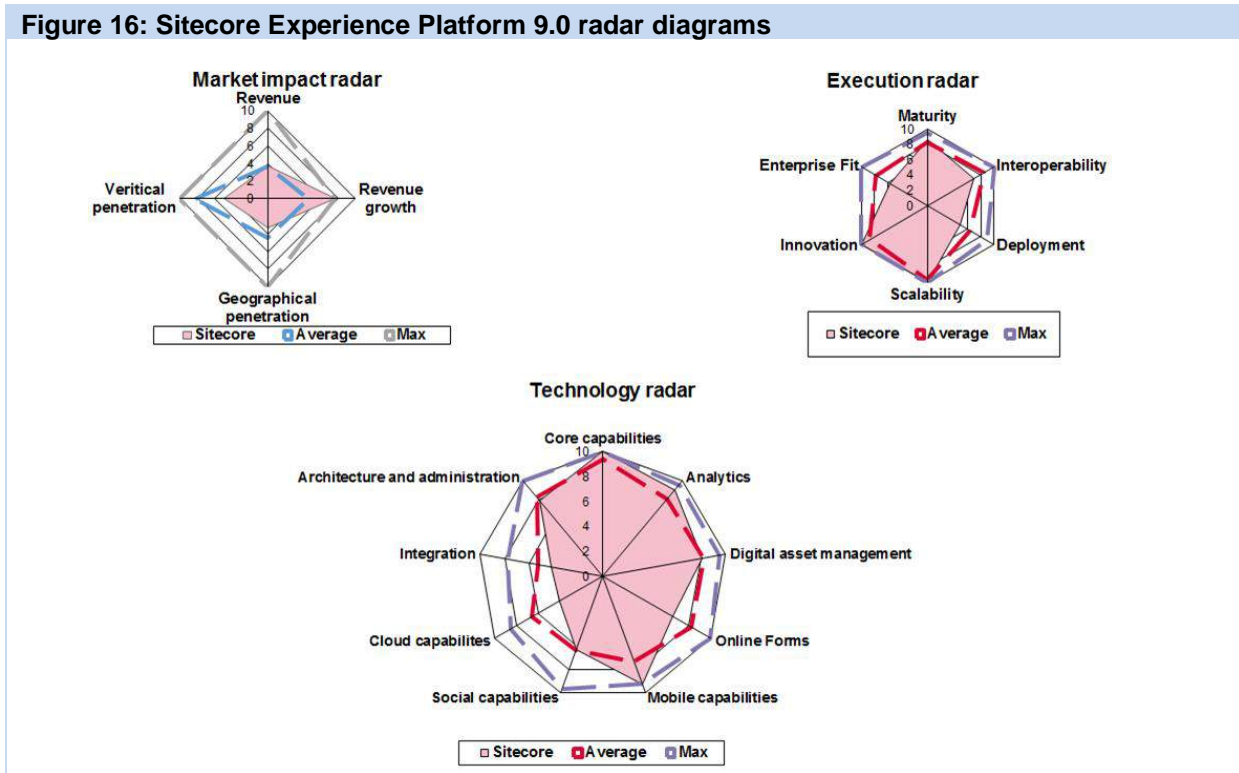 Figure 16: Sitecore Experience Platform 9.0 radar diagrams
Market impact radar
Revenue
10
8
6
4
2
0
Veritical
penetration
Revenue
growth
Geographical
penetration
Sitecore Average Max
Execution radar
Maturity
10
8
6
4
2
0
Enterprise Fit
Interoperability
Innovation
Deployment
Scalability
Sitecore Average Max
Technology radar
Core capabilities
10
8
6
4
2
0
Architecture and administration
Analytics
Integration
Digital asset management
Cloud capabilites
Online Forms
Social capabilities
Mobile capabilities
Sitecore Average Max